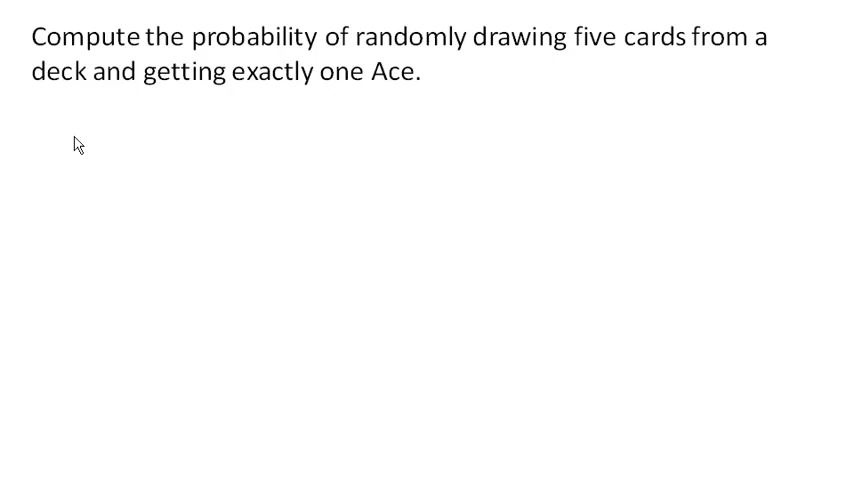 Compute the probability of randomly drawing five cards from a
deck and getting exactly one Ace.